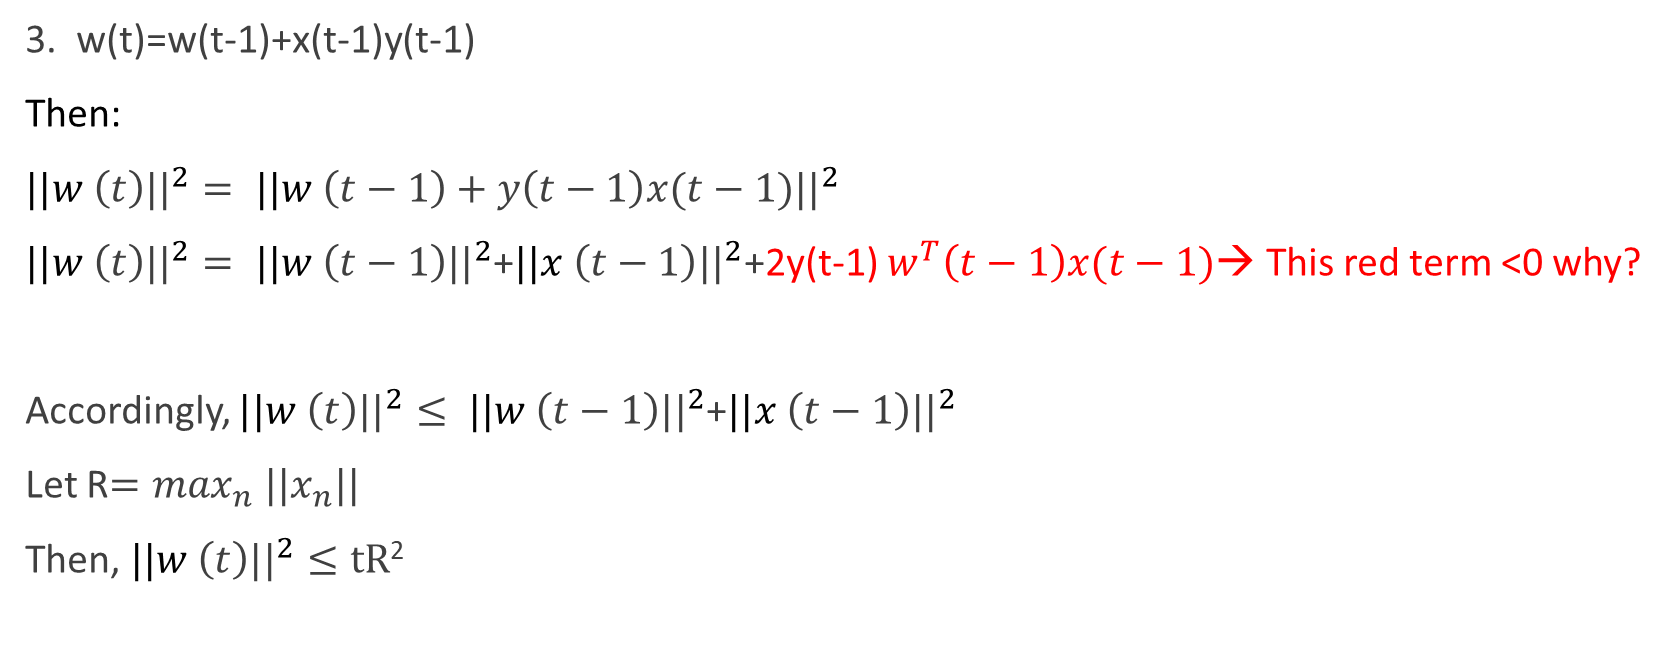 3. w(t)=w(t-1)+x(t-1)y(t-1)
Then:
||w (t)||² = ||w (t − 1) + y(t − 1)x(t − 1)||²
||w (t)||² = ||w (t − 1)||²+||x (t − 1)||²+2y(t-1) wᵀ(t − 1)x(t − 1)→ This red term <0 why?
Accordingly, ||w (t)||² ≤ ||w (t − 1)||²+||x (t − 1)||²
Let R= maxₙ ||xₙ||
Then, ||w (t)||² ≤ tR²